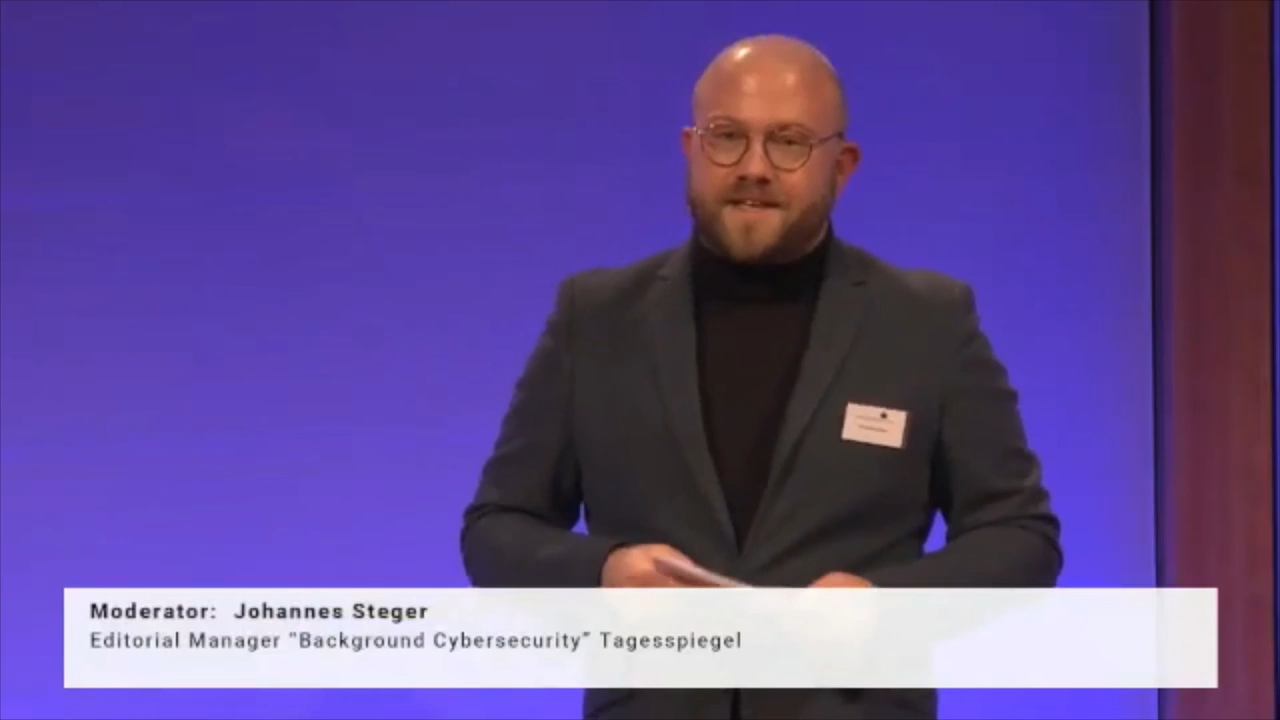 Moderator: Johannes Steger
Editorial Manager "Background Cybersecurity” Tagesspiegel